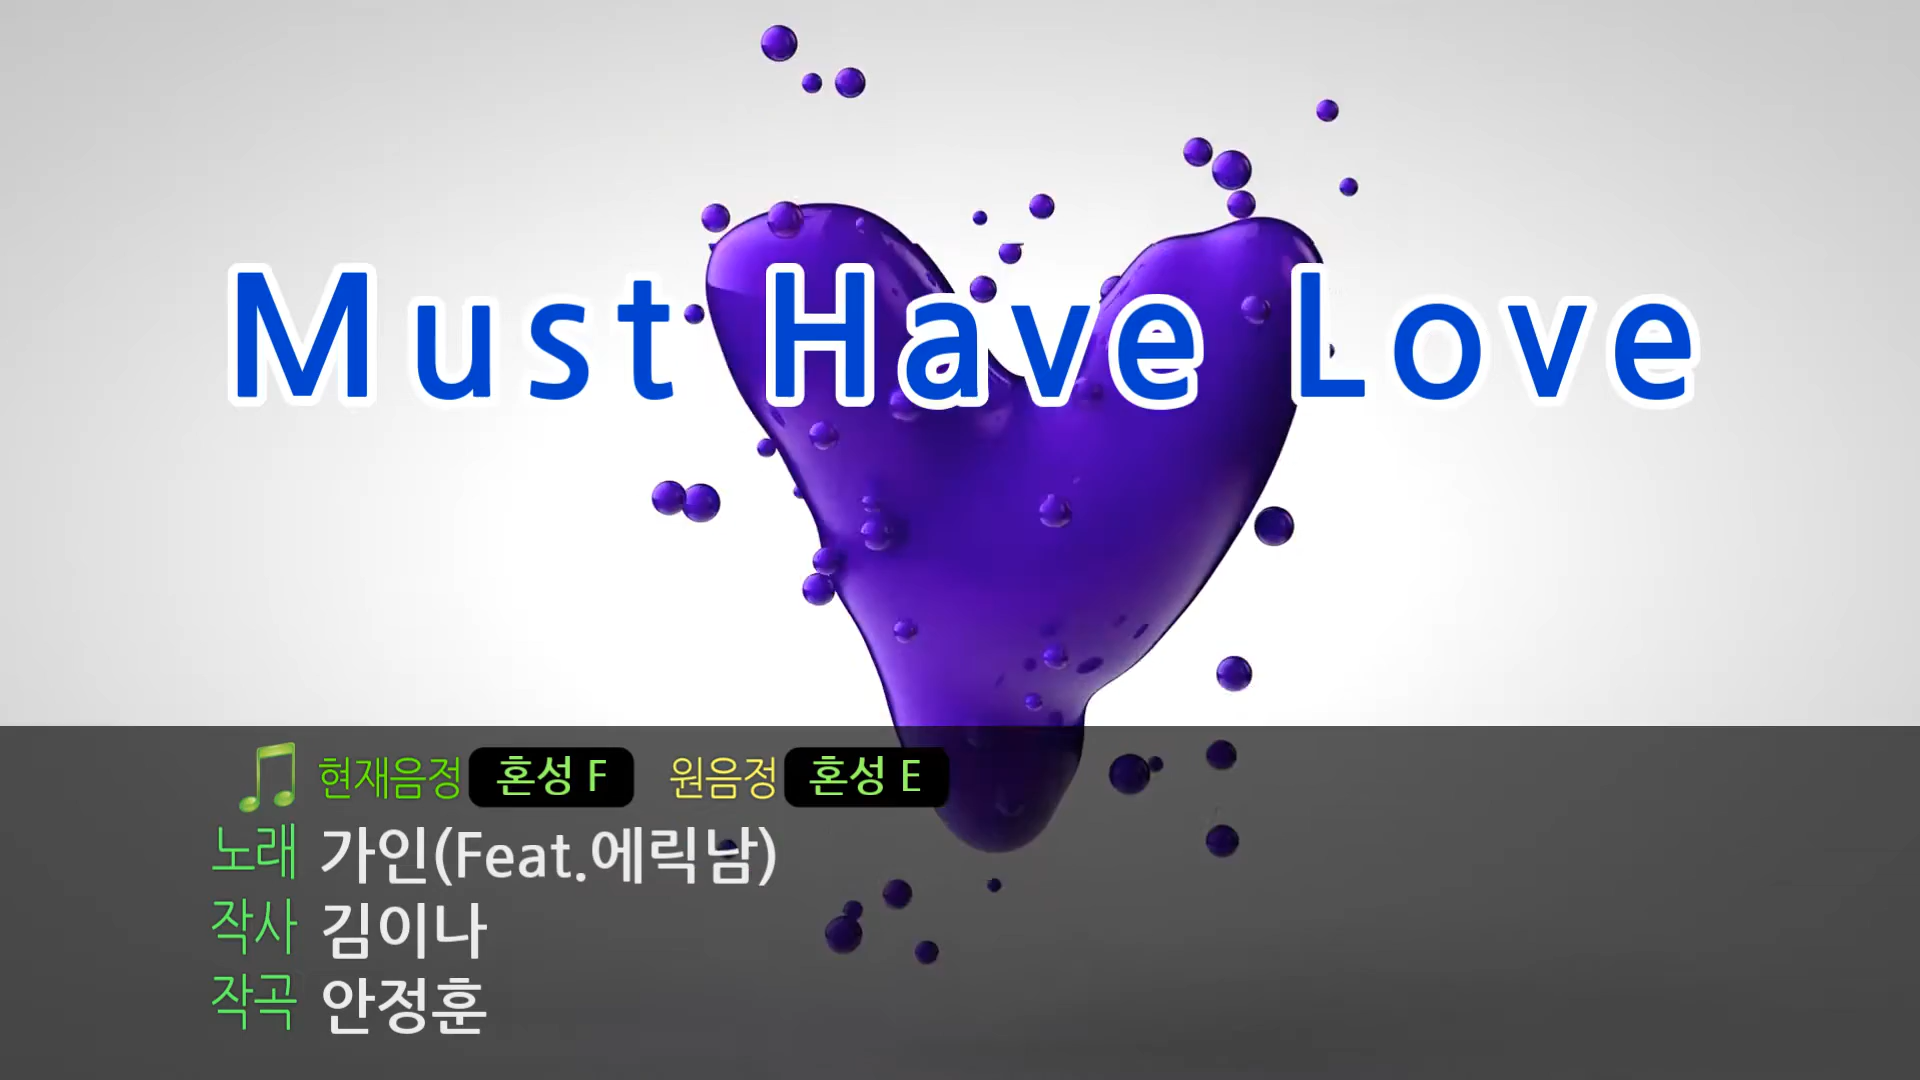 Must Have Love
현재음정 혼성 F 원음정 혼성 E
노래 가인(Feat.에릭남)
작사 김이나
작곡 안정훈